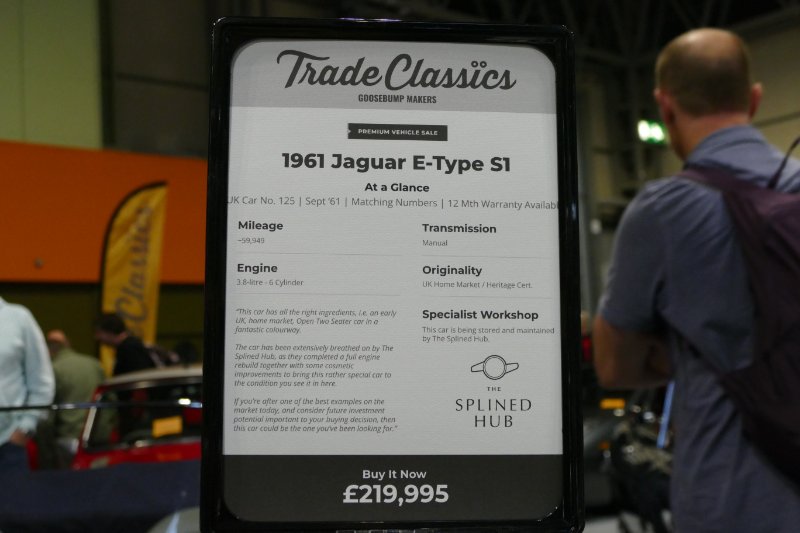 Trade Classics
GOOSEBUMP MAKERS
PREMIUM VEHICLE SALE
1961 Jaguar E-Type S1
At a Glance
UK Car No. 125 | Sept '61 | Matching Numbers | 12 Mth Warranty Availabl
Mileage
~59,949
Transmission
Manual
Engine
3.8-litre - 6 Cylinder
Originality
UK Home Market / Heritage Cert.
"This car has all the right ingredients, i.e. an early
UK, home market, Open Two Seater car in a
fantastic colourway.
The car has been extensively breathed on by The
Splined Hub, as they completed a full engine
rebuild together with some cosmetic
improvements to bring this rather special car to
the condition you see it in here.
If you're after one of the best examples on the
market today, and consider future investment
potential important to your buying decision, then
this car could be the one you've been looking for."
Specialist Workshop
This car is being stored and maintained
by The Splined Hub.
THE
SPLINED
HUB
Buy It Now
£219,995
Classics